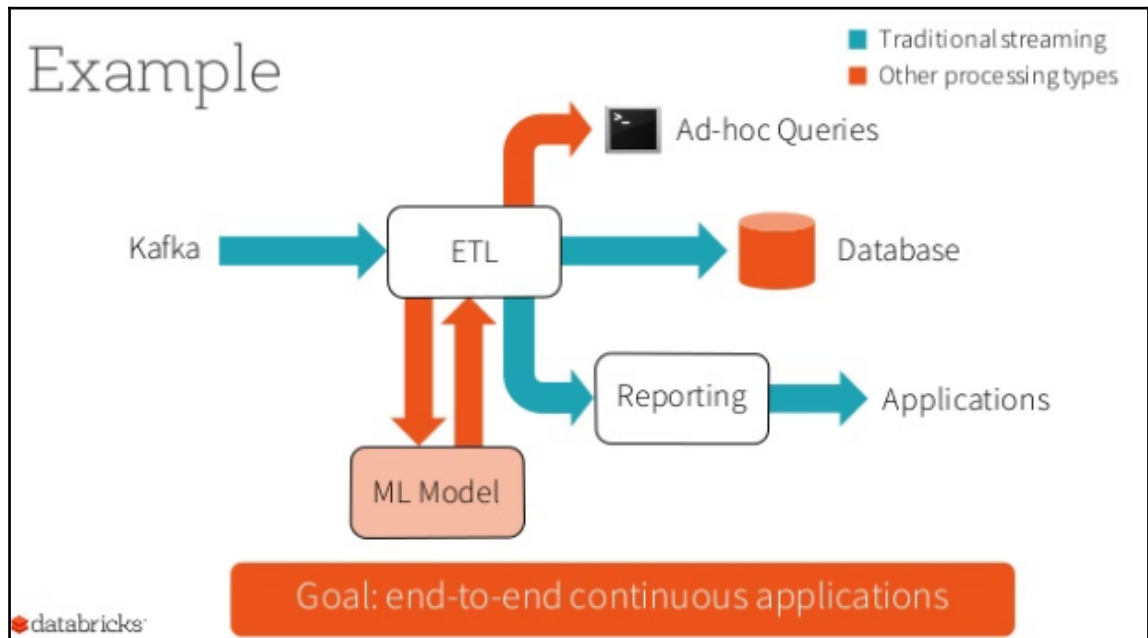 Example
Traditional streaming
Other processing types
>_
Ad-hoc Queries
Kafka
ETL
Database
Reporting
Applications
ML Model
Goal: end-to-end continuous applications
databricks